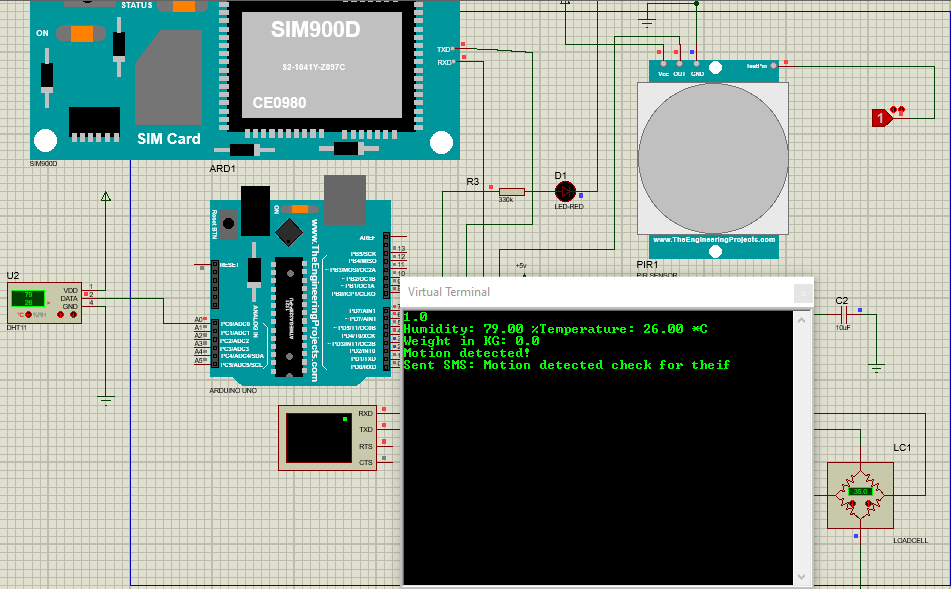 STATUS
ON
SIM900D
S2-1041Y-Z097C
CE0980
SIM Card
SIM900D
TXD
RXD
Vcc OUT GND
1
www.TheEngineeringProjects.com
PIR1
PIR SENSOR
R3
330k
D1
LED-RED
+5v
ARD1
Reset BTN
ON
www.TheEngineeringProjects.com
ANALOG IN
AREF
13
12
11
10
PB5/SCK
PB4/MISO
~ PB3/MOSI/OC2A
~ PB2/OC1B
~ PB1/OC1A
PB0/ICP1/CLKO
PD7/AIN1
~ PD6/T1/OC0B
PD4/T0/XCK
~ PD3/INT1/OC2B
PD2/INT0
PD1/TXD
PD0/RXD
RESET
A0
A1
A2
A3
A4
A5
PC0/ADC0
PC1/ADC1
PC2/ADC2
PC3/ADC3
PC4/ADC4/SDA
PC5/ADC5/SCL
ARDUINO UNO
U2
79
26
°C
%RH
VDD
DATA
GND
1
2
4
DHT11
RXD
TXD
RTS
CTS
Virtual Terminal
1.0
Humidity: 79.00 %Temperature: 26.00 *C
Weight in KG: 0.0
Motion detected!
Sent SMS: Motion detected check for theif
C2
10uF
LC1
LOADCELL